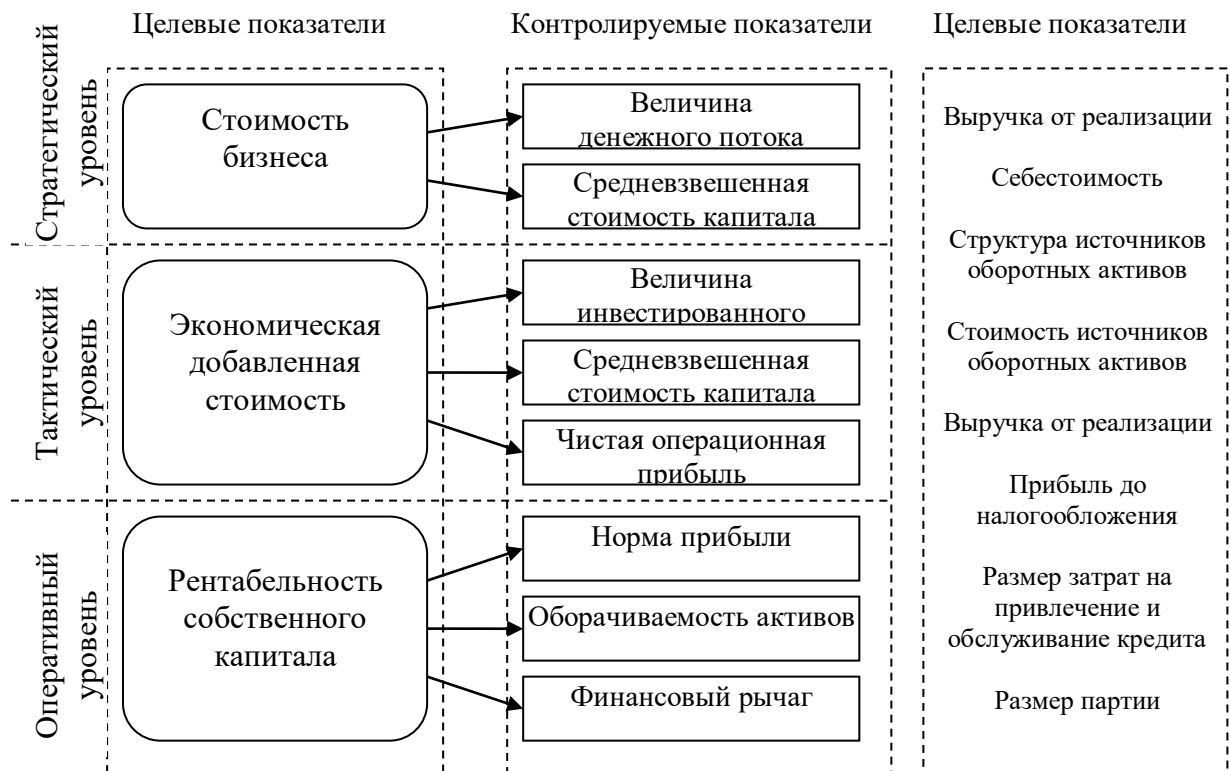 Целевые показатели
Контролируемые показатели
Целевые показатели
Стратегический
уровень
Стоимость
бизнеса
Величина
денежного потока
Средневзвешенная
стоимость капитала
Тактический
уровень
Экономическая
добавленная
стоимость
Величина
инвестированного
Средневзвешенная
стоимость капитала
Чистая операционная
прибыль
Оперативный
уровень
Рентабельность
собственного
капитала
Норма прибыли
Оборачиваемость активов
Финансовый рычаг
Выручка от реализации
Себестоимость
Структура источников
оборотных активов
Стоимость источников
оборотных активов
Выручка от реализации
Прибыль до
налогообложения
Размер затрат на
привлечение и
обслуживание кредита
Размер партии